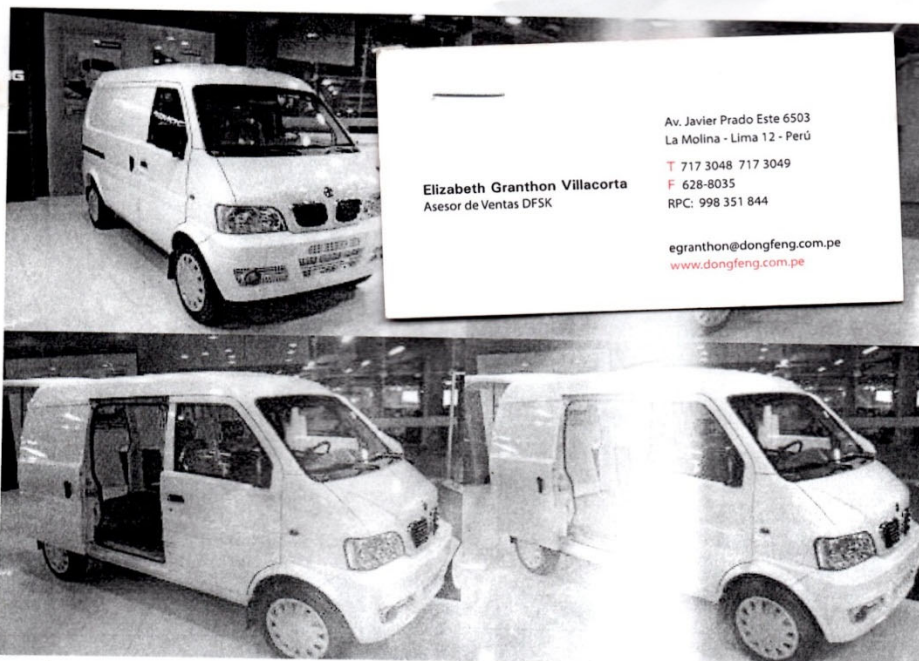 Elizabeth Granthon Villacorta
Asesor de Ventas DFSK
Av. Javier Prado Este 6503
La Molina - Lima 12 - Perú
T 717 3048 717 3049
F 628-8035
RPC: 998 351 844
egranthon@dongfeng.com.pe
www.dongfeng.com.pe